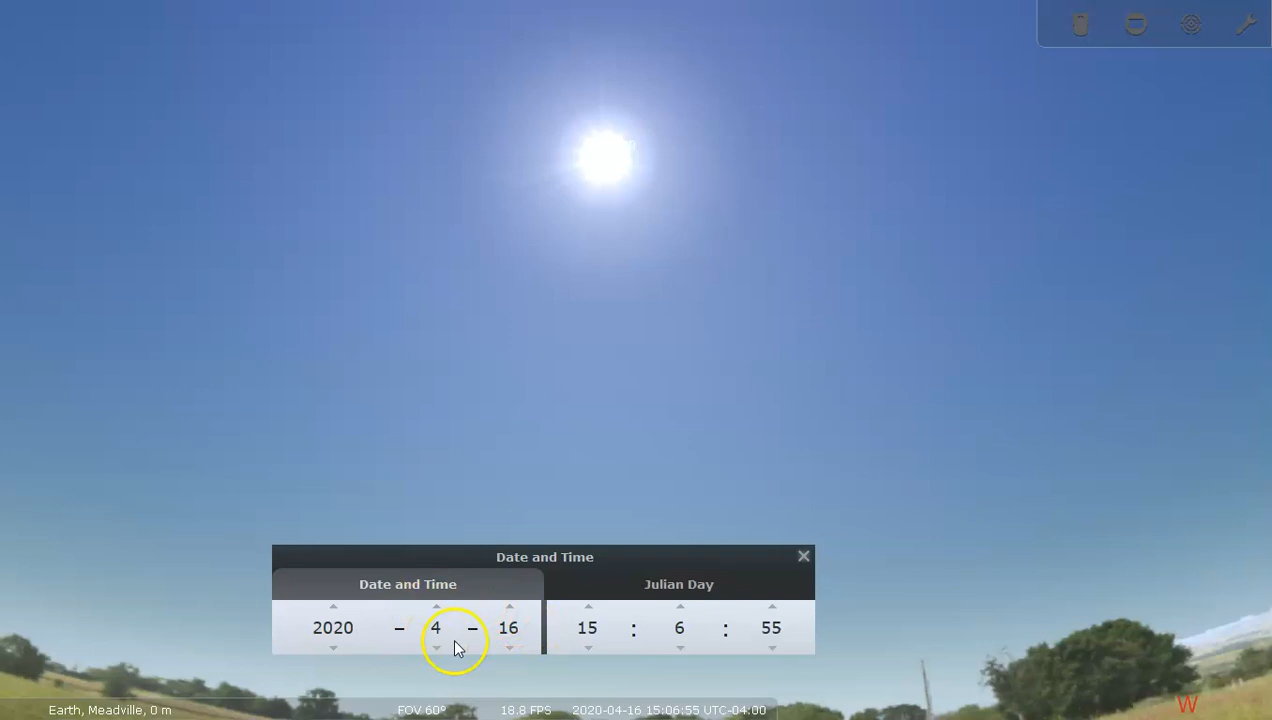 Date and Time
Date and Time Julian Day
2020 – 4 – 16 15 : 6 : 55
W
Earth, Meadville, 0 m FOV 60° 18.8 FPS 2020-04-16 15:06:55 UTC-04:00